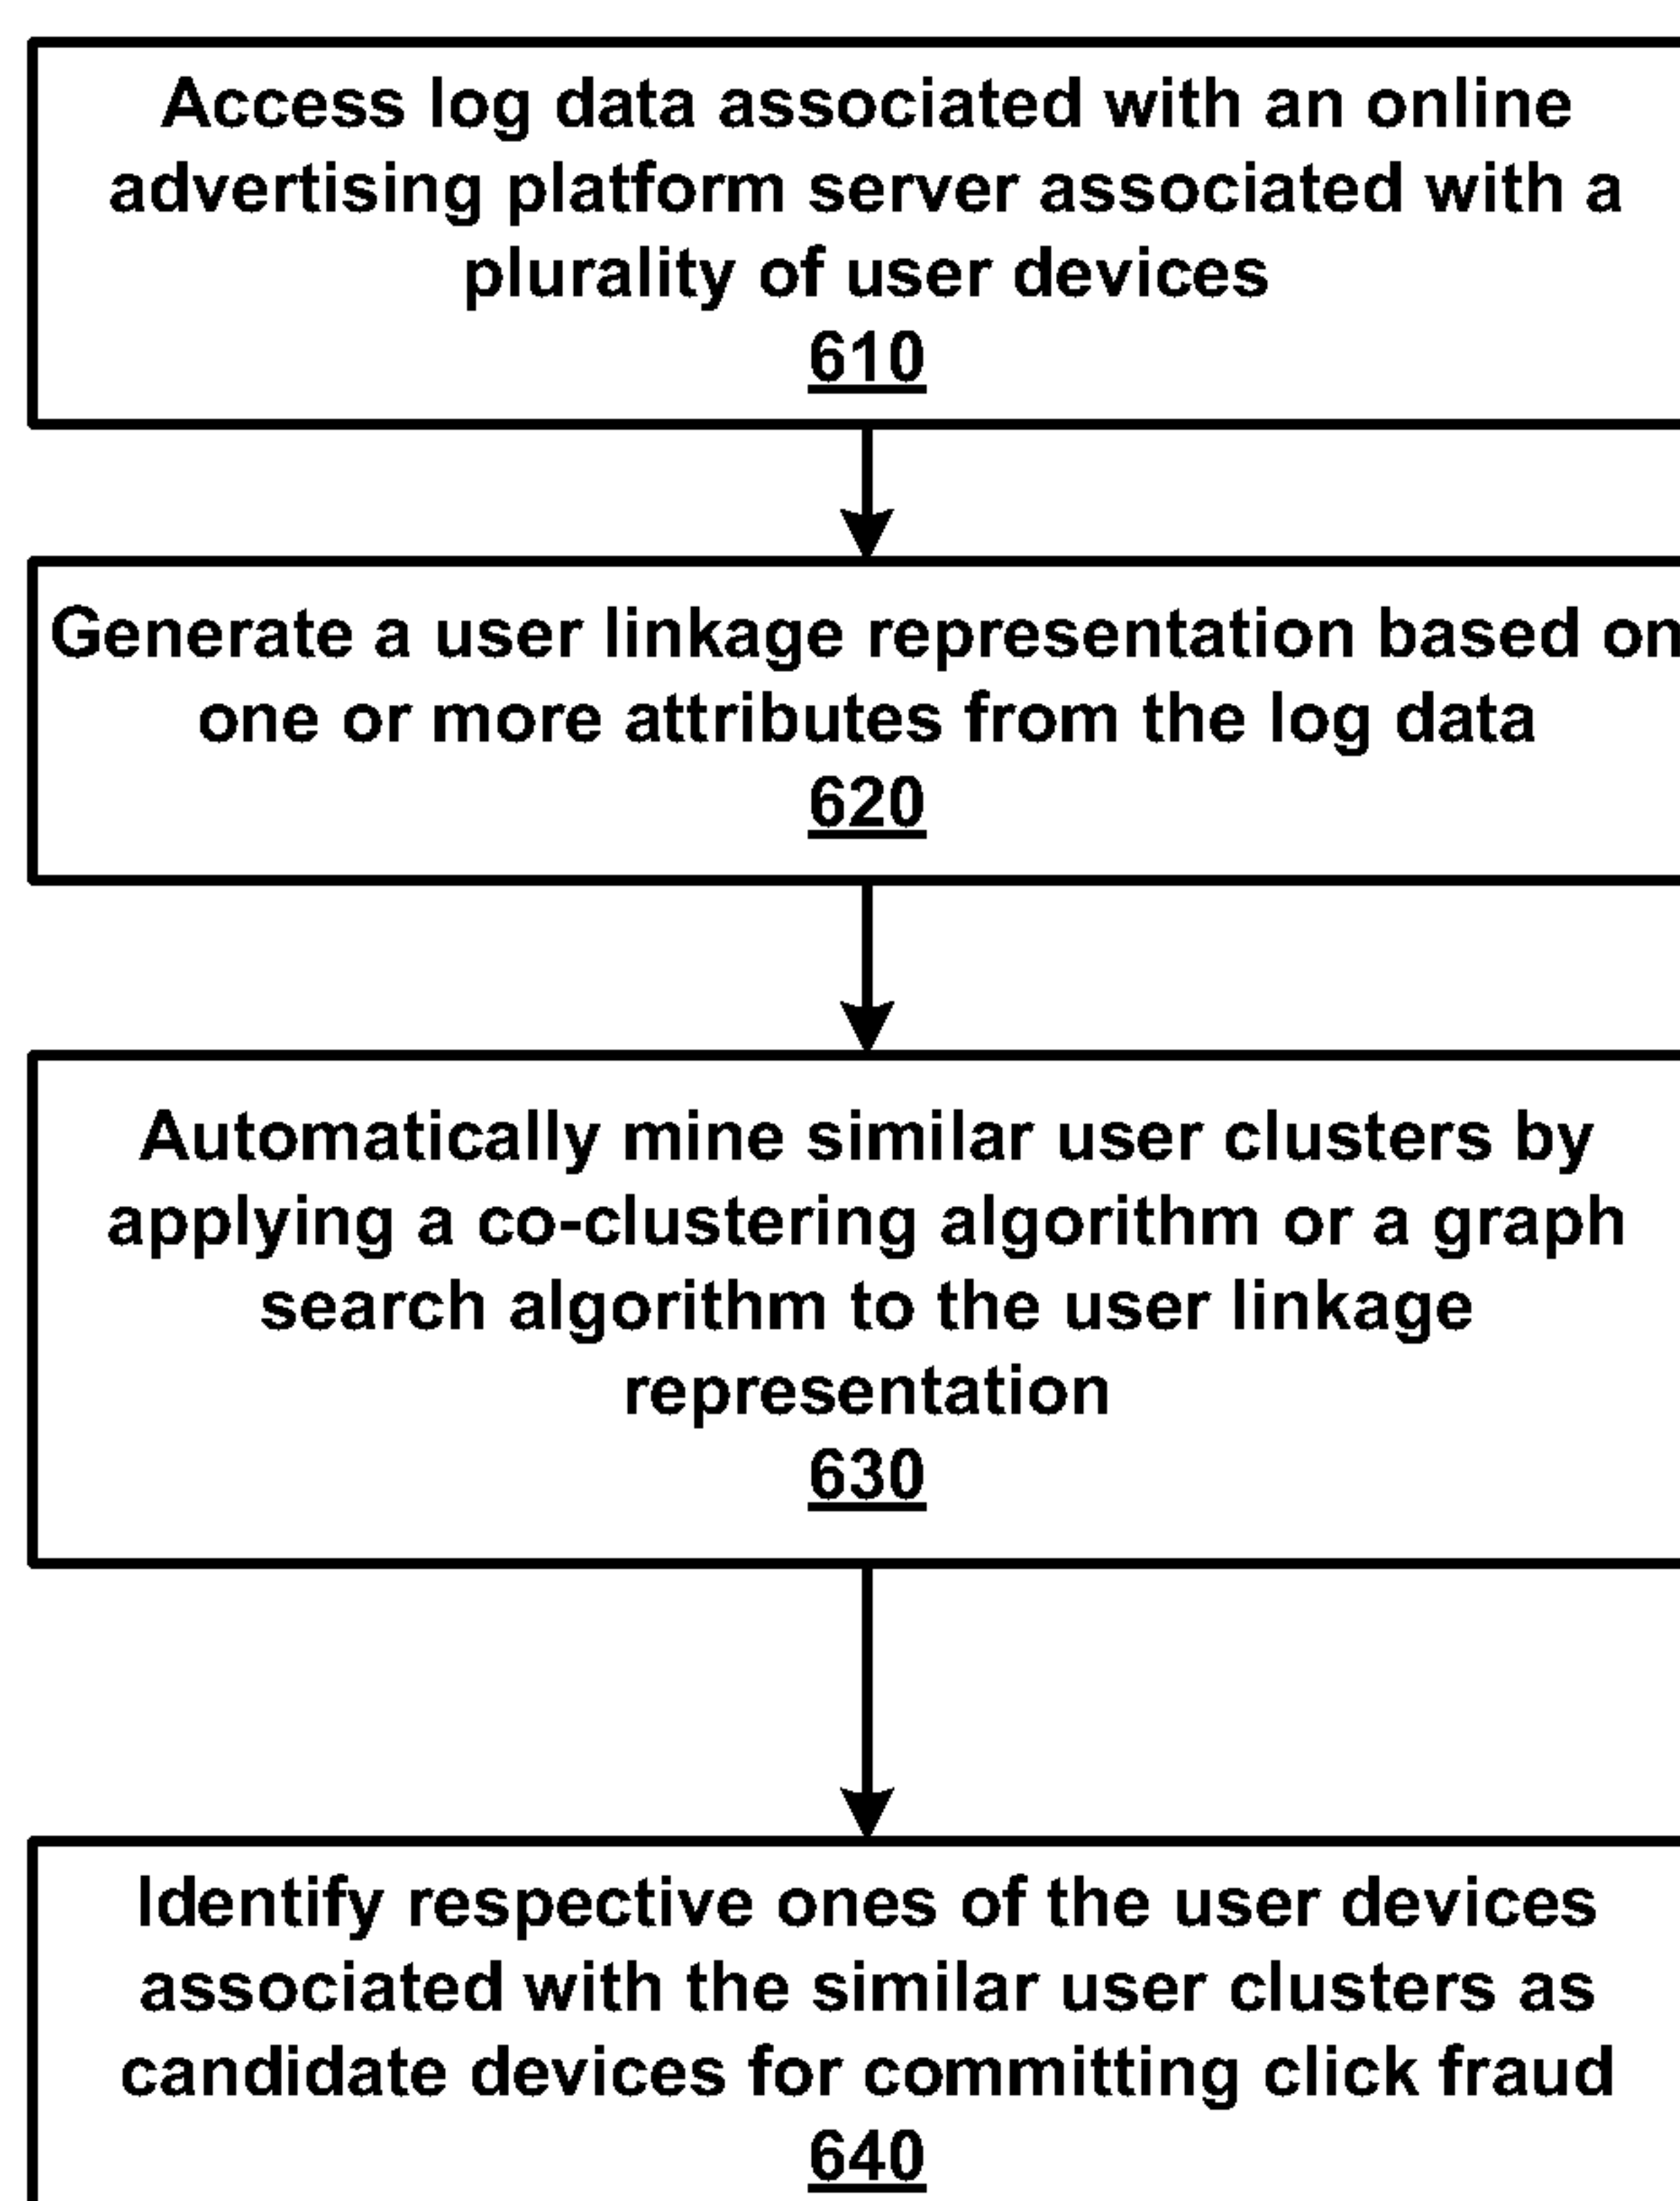 Access log data associated with an online
advertising platform server associated with a
plurality of user devices
610
Generate a user linkage representation based on
one or more attributes from the log data
620
Automatically mine similar user clusters by
applying a co-clustering algorithm or a graph
search algorithm to the user linkage
representation
630
Identify respective ones of the user devices
associated with the similar user clusters as
candidate devices for committing click fraud
640